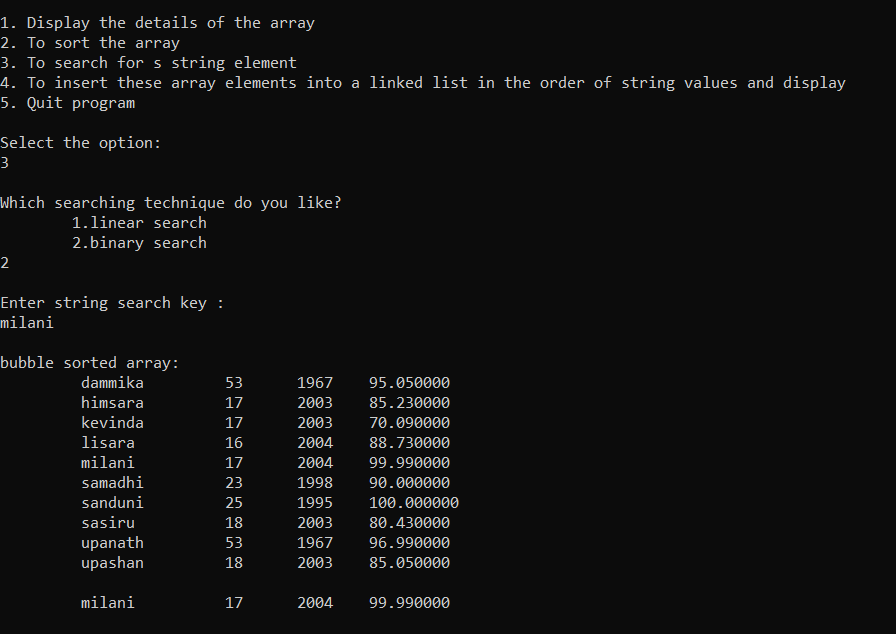 1. Display the details of the array
2. To sort the array
3. To search for s string element
4. To insert these array elements into a linked list in the order of string values and display
5. Quit program
Select the option:
3
Which searching technique do you like?
1.linear search
2.binary search
2
Enter string search key :
milani
bubble sorted array:
dammika 53 1967 95.050000
himsara 17 2003 85.230000
kevinda 17 2003 70.090000
lisara 16 2004 88.730000
milani 17 2004 99.990000
samadhi 23 1998 90.000000
sanduni 25 1995 100.000000
sasiru 18 2003 80.430000
upanath 53 1967 96.990000
upashan 18 2003 85.050000
milani 17 2004 99.990000